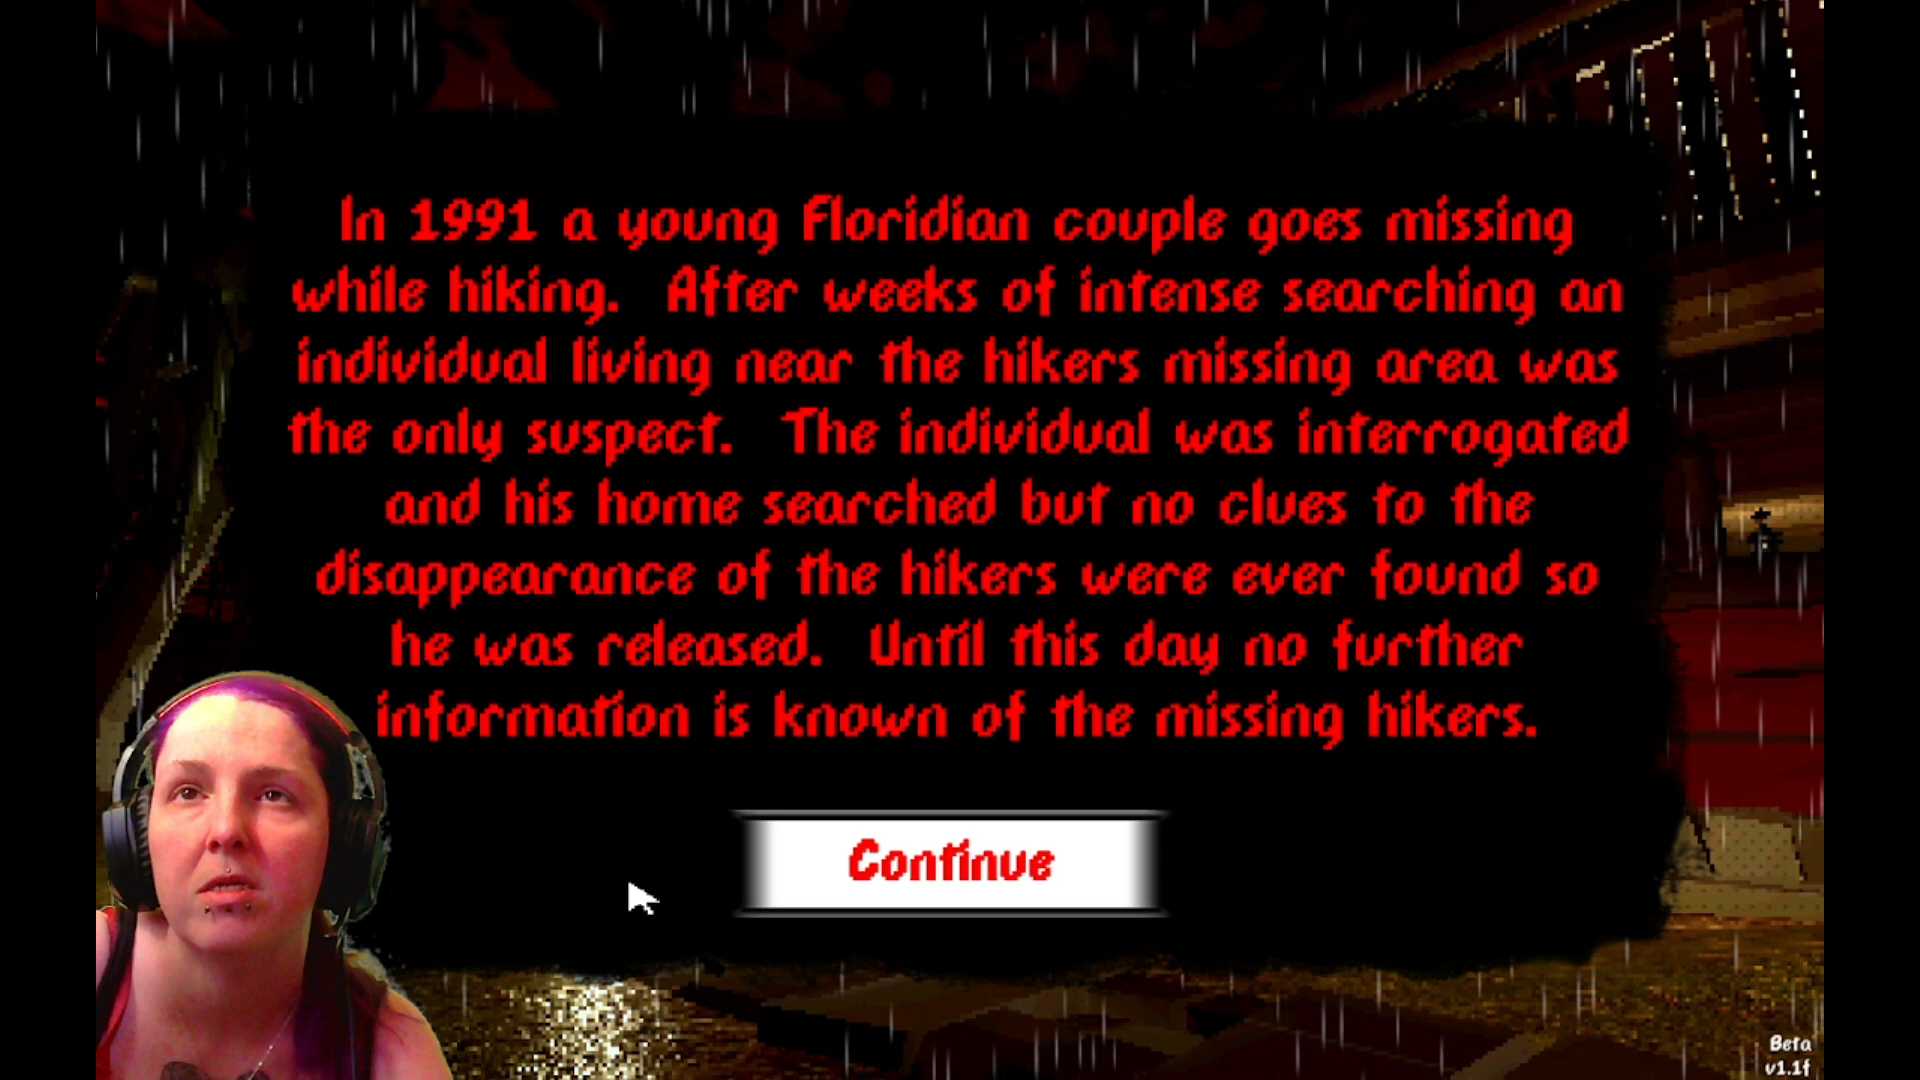 In 1991 a young Floridian couple goes missing
while hiking. After weeks of intense searching an
individual living near the hikers missing area was
the only suspect. The individual was interrogated
and his home searched but no clues to the
disappearance of the hikers were ever found so
he was released. Until this day no further
information is known of the missing hikers.
Continue
Beta
v1.1f